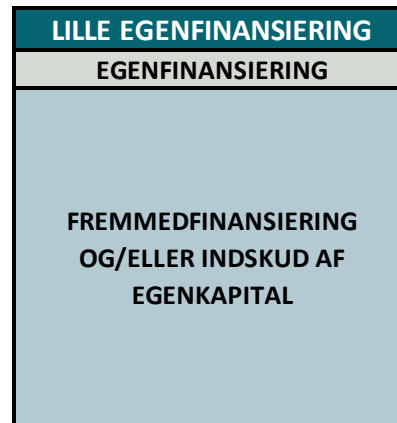 LILLE EGENFINANSIERING
EGENFINANSIERING
FREMMEDFINANSIERING
OG/ELLER INDSKUD AF
EGENKAPITAL